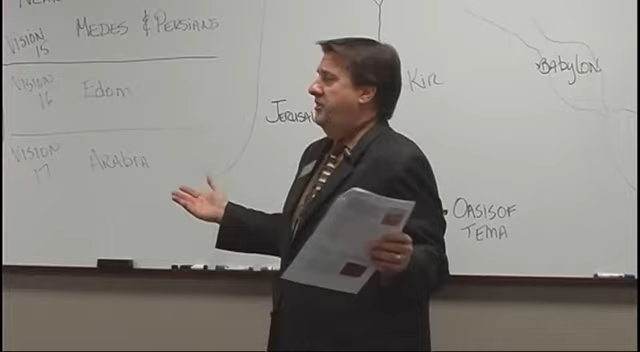 VISION
15
MEDES & PERSIANS
VISION
16
Edom
VISION
17
Arabia
JERUSA
Kir
Babylon
OASIS OF
TEMA